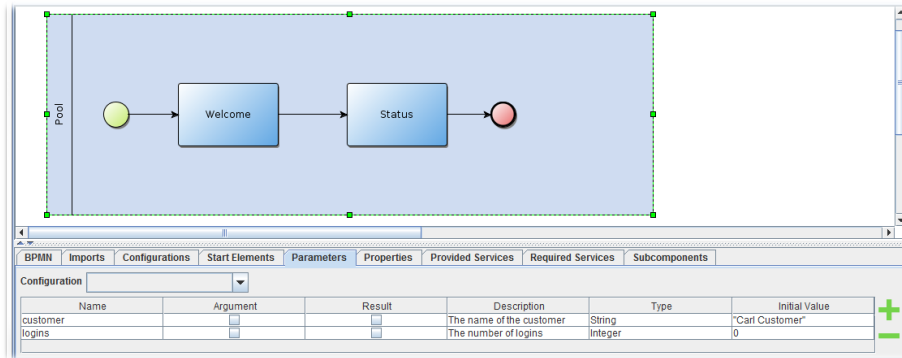 Pool
Welcome
Status
BPMN Imports Configurations Start Elements Parameters Properties Provided Services Required Services Subcomponents
Configuration
Name Argument Result Description Type Initial Value
customer The name of the customer String "Carl Customer"
logins The number of logins Integer 0